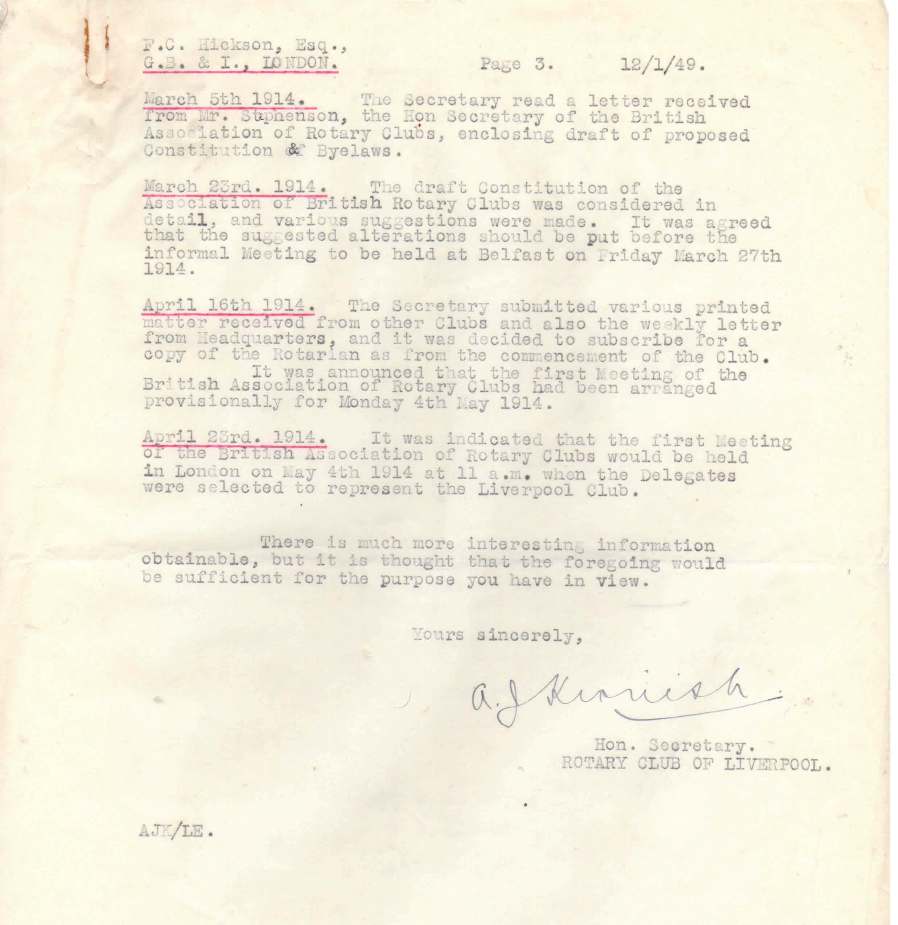 F.C. Hickson, Esq.,
G.B. & I., LONDON. Page 3. 12/1/49.
March 5th 1914. The Secretary read a letter received
from Mr. Stephenson, the Hon Secretary of the British
Association of Rotary Clubs, enclosing draft of proposed
Constitution & Byelaws.
March 23rd. 1914. The draft Constitution of the
Association of British Rotary Clubs was considered in
detail, and various suggestions were made. It was agreed
that the suggested alterations should be put before the
informal Meeting to be held at Belfast on Friday March 27th
1914.
April 16th 1914. The Secretary submitted various printed
matter received from other Clubs and also the weekly letter
from Headquarters, and it was decided to subscribe for a
copy of the Rotarian as from the commencement of the Club.
It was announced that the first Meeting of the
British Association of Rotary Clubs had been arranged
provisionally for Monday 4th May 1914.
April 23rd. 1914. It was indicated that the first Meeting
of the British Association of Rotary Clubs would be held
in London on May 4th 1914 at 11 a.m. when the Delegates
were selected to represent the Liverpool Club.
There is much more interesting information
obtainable, but it is thought that the foregoing would
be sufficient for the purpose you have in view.
Yours sincerely,
A. J
Hon. Secretary.
ROTARY CLUB OF LIVERPOOL.
AJK/LE.